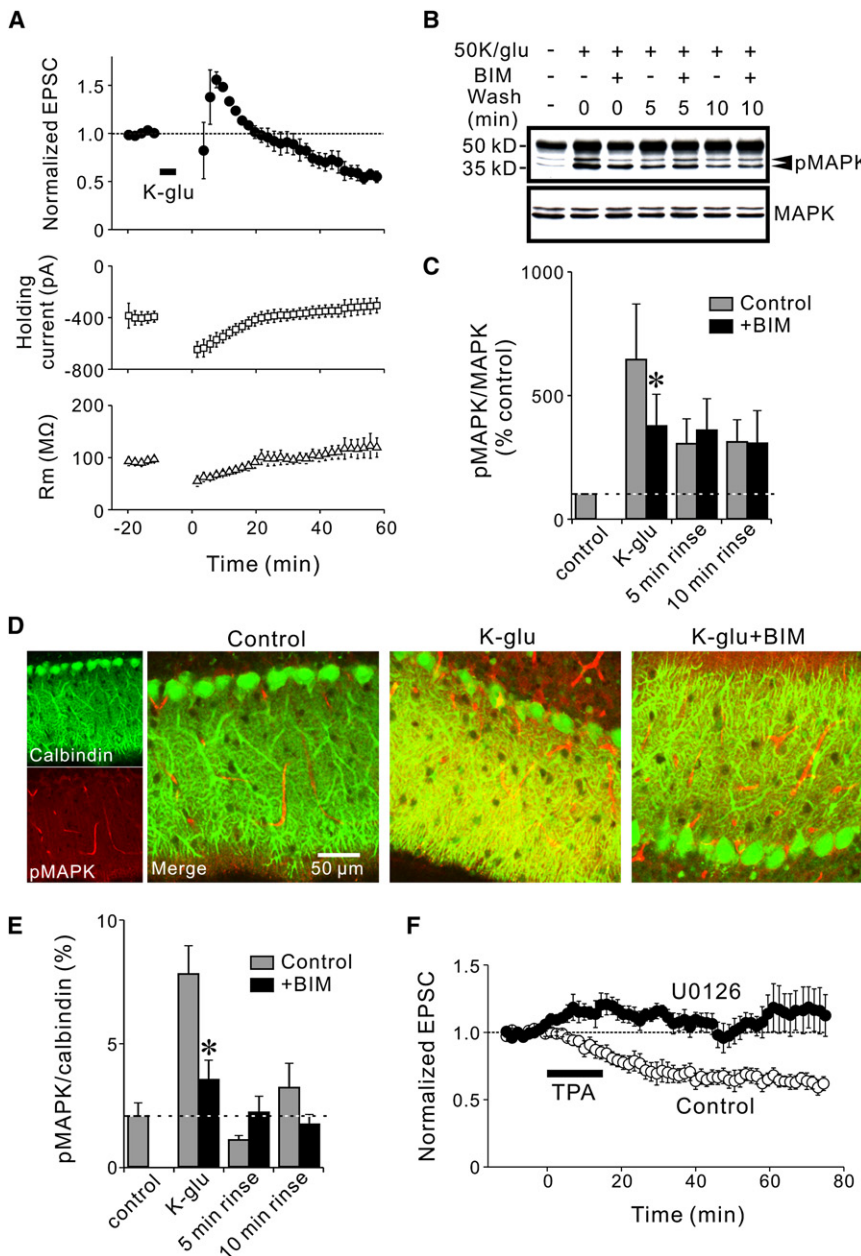 A
Normalized EPSC
1.5
1.0
0.5
K-glu
Holding
current (pA)
0
-400
-800
Rm (MΩ)
200
100
0
-20 0 20 40 60
Time (min)
B
50K/glu - + + + + + +
BIM + - + - +
Wash
(min) - 0 0 5 5 10 10
50 kD
35 kD
pMAPK
MAPK
C
pMAPK/MAPK
(% control)
1000
500
0
Control
+BIM
*
control
K-glu
5 min rinse
10 min rinse
D
Control
K-glu
K-glu+BIM
Calbindin
pMAPK
Merge
50 μm
E
pMAPK/calbindin (%)
10
5
0
Control
+BIM
*
control
K-glu
5 min rinse
10 min rinse
F
Normalized EPSC
1.5
1.0
0.5
0
U0126
TPA
Control
0 20 40 60 80
Time (min)